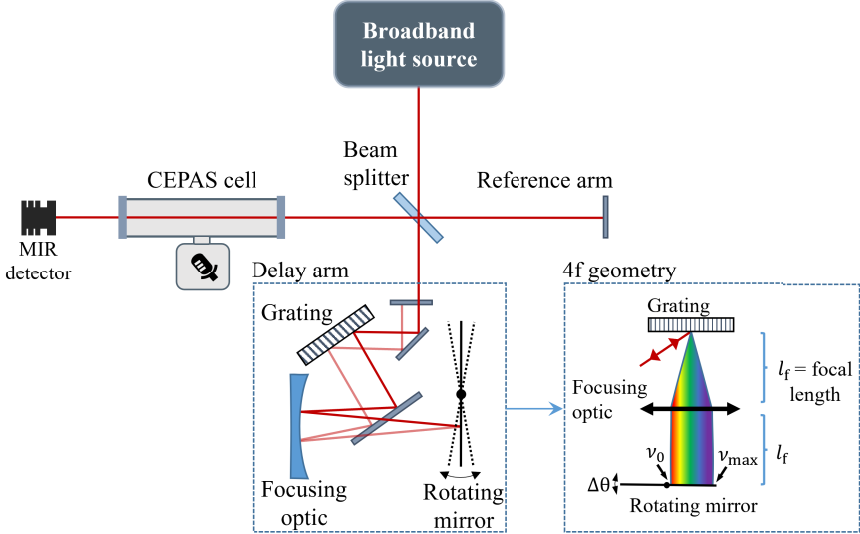 Broadband
light source
Beam
splitter
CEPAS cell
Reference arm
MIR
detector
Delay arm
4f geometry
Grating
Grating
l_f = focal
length
Focusing
optic
ν₀
ν_max
l_f
Δθ
Focusing
optic
Rotating
mirror
Rotating mirror